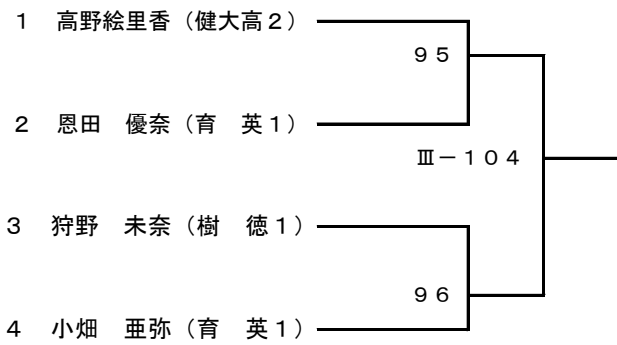 1　高野絵里香（健大高２）
９５
2　恩田　優奈（育　英１）
Ⅲ－１０４
3　狩野　未奈（樹　徳１）
９６
4　小畑　亜弥（育　英１）